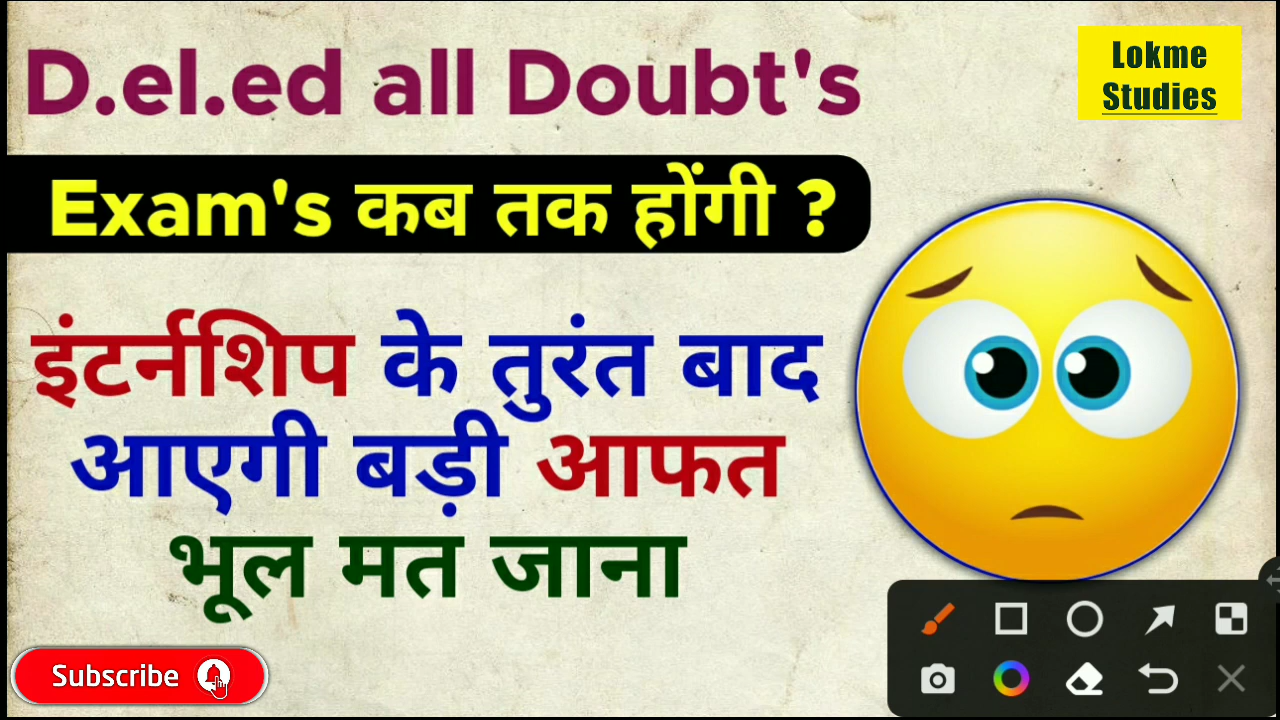 D.el.ed all Doubt's
Lokme
Studies
Exam's कब तक होंगी ?
इंटर्नशिप के तुरंत बाद
आएगी बड़ी आफत
भूल मत जाना
Subscribe